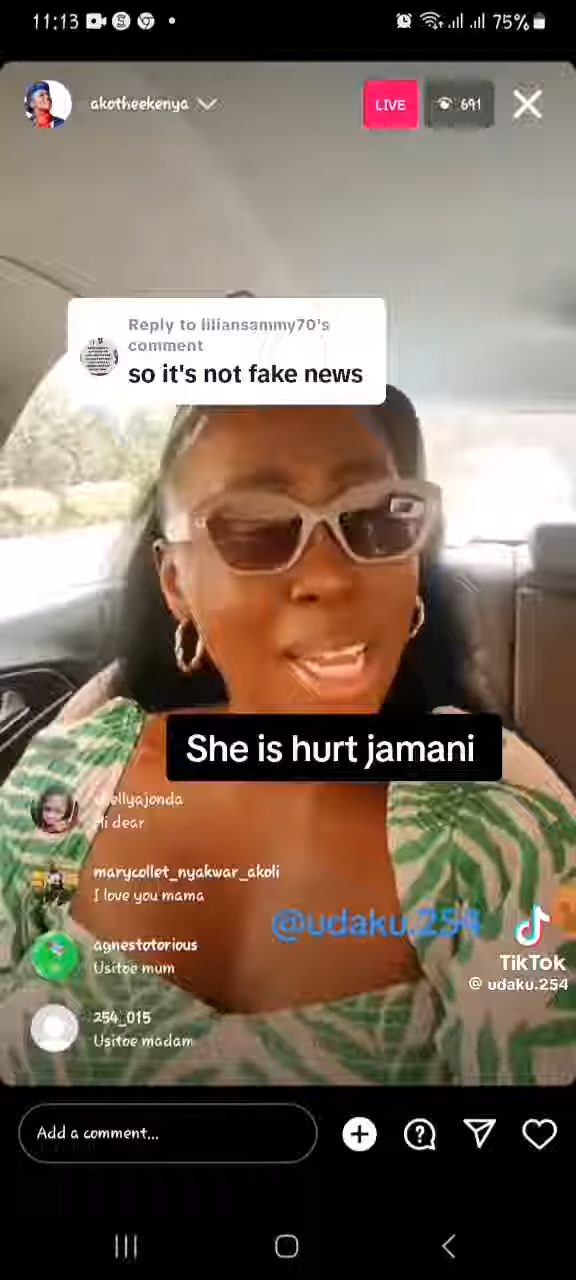 11:13
75%
akotheekenya
LIVE
691
Reply to liliansammy70's
comment
so it's not fake news
She is hurt jamani
Hi dear
marycollet_nyakwar_akoli
I love you mama
@udaku.254
agnestotorious
Usitoe mum
TikTok
@ udaku.254
254_015
Usitoe madam
Add a comment...